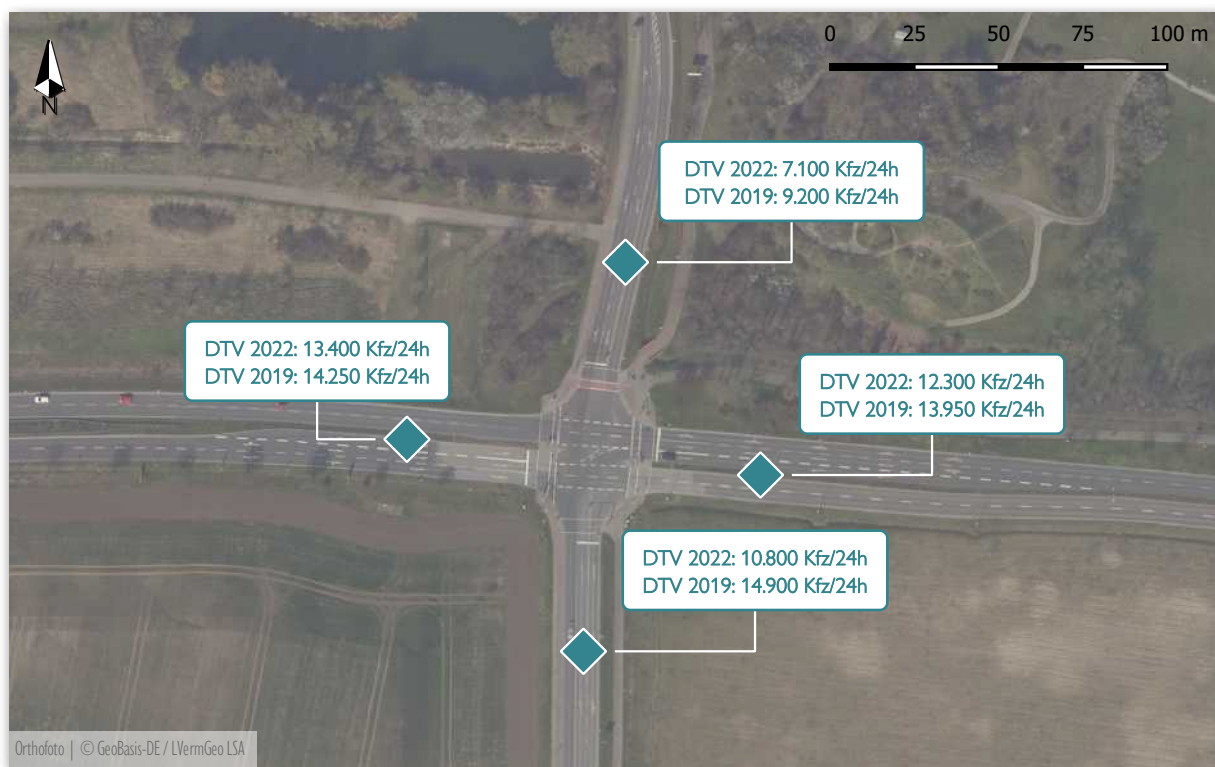 0 25 50 75 100 m
N
DTV 2022: 7.100 Kfz/24h
DTV 2019: 9.200 Kfz/24h
DTV 2022: 13.400 Kfz/24h
DTV 2019: 14.250 Kfz/24h
DTV 2022: 12.300 Kfz/24h
DTV 2019: 13.950 Kfz/24h
DTV 2022: 10.800 Kfz/24h
DTV 2019: 14.900 Kfz/24h
Orthofoto | © GeoBasis-DE / LVermGeo LSA